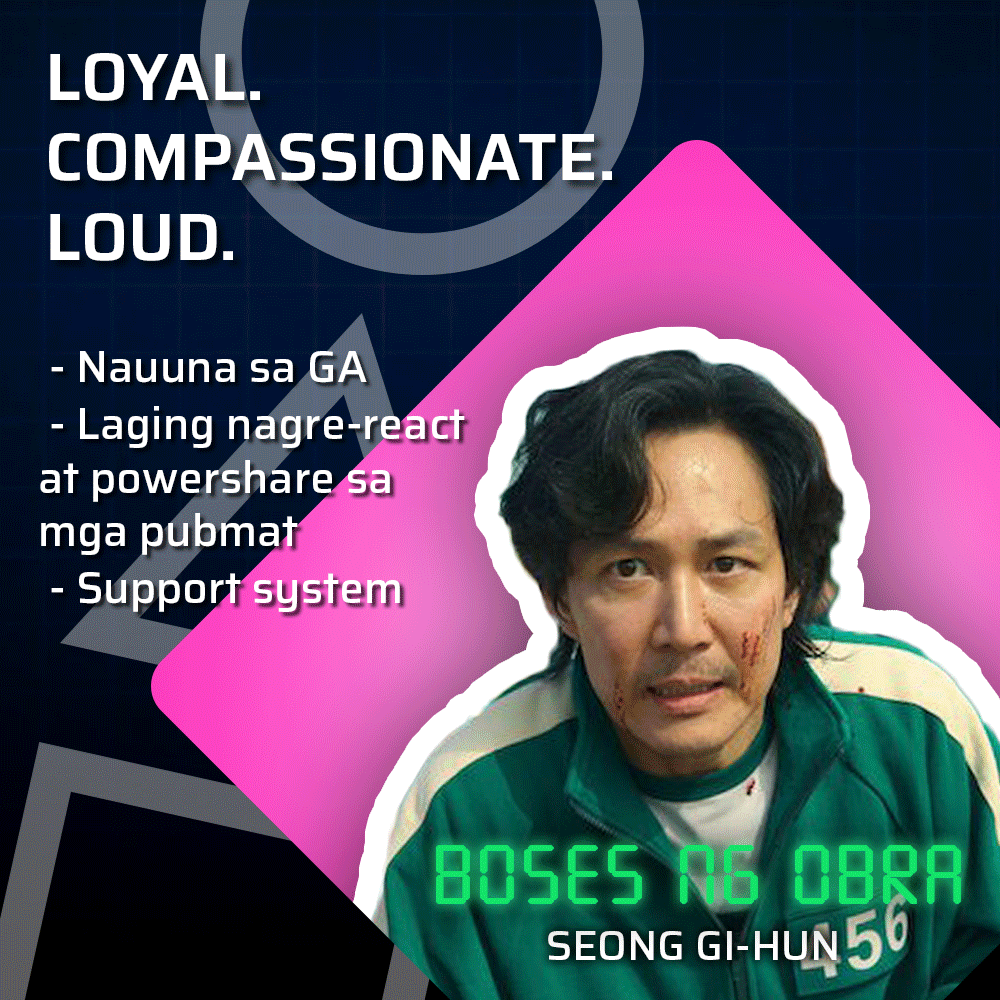 LOYAL.
COMPASSIONATE.
LOUD.
- Nauuna sa GA
- Laging nagre-react
at powershare sa
mga pubmat
- Support system
BOSES NG OBRA
SEONG GI-HUN
456